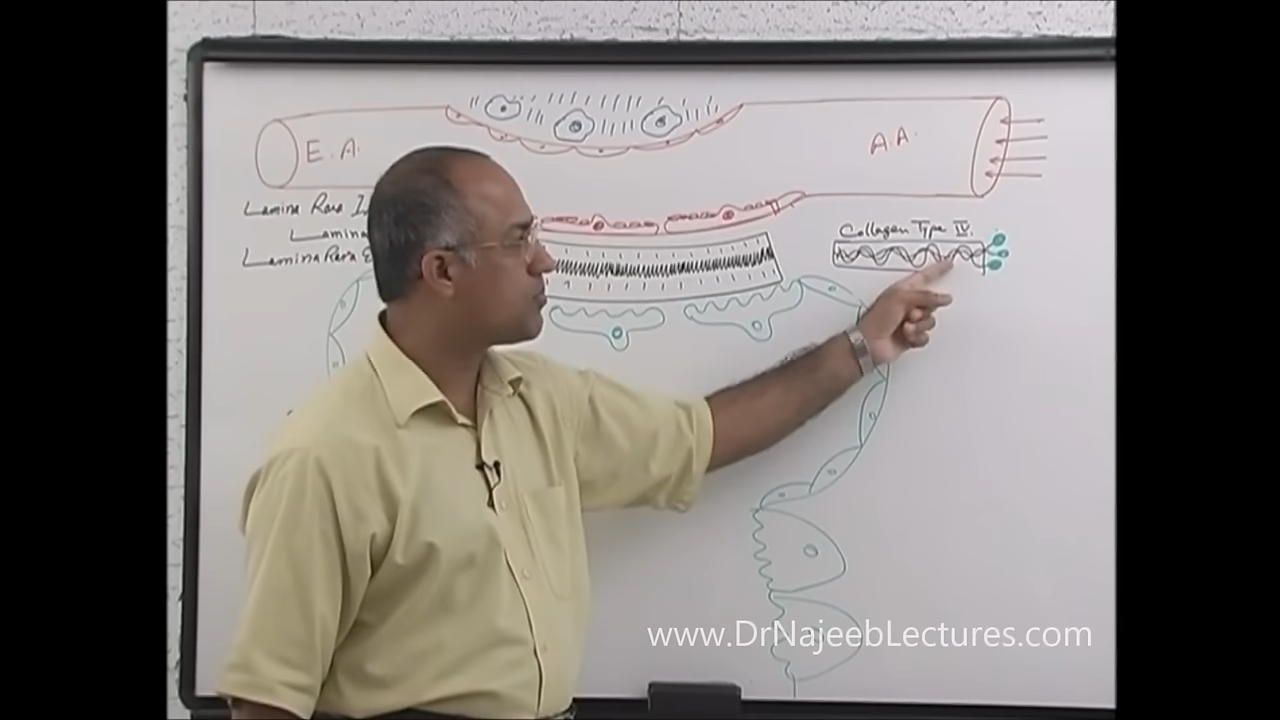 E.A.
A.A.
Lamina Rara
Lamina
Lamina Rara E
Collagen Type IV.
www.DrNajeebLectures.com